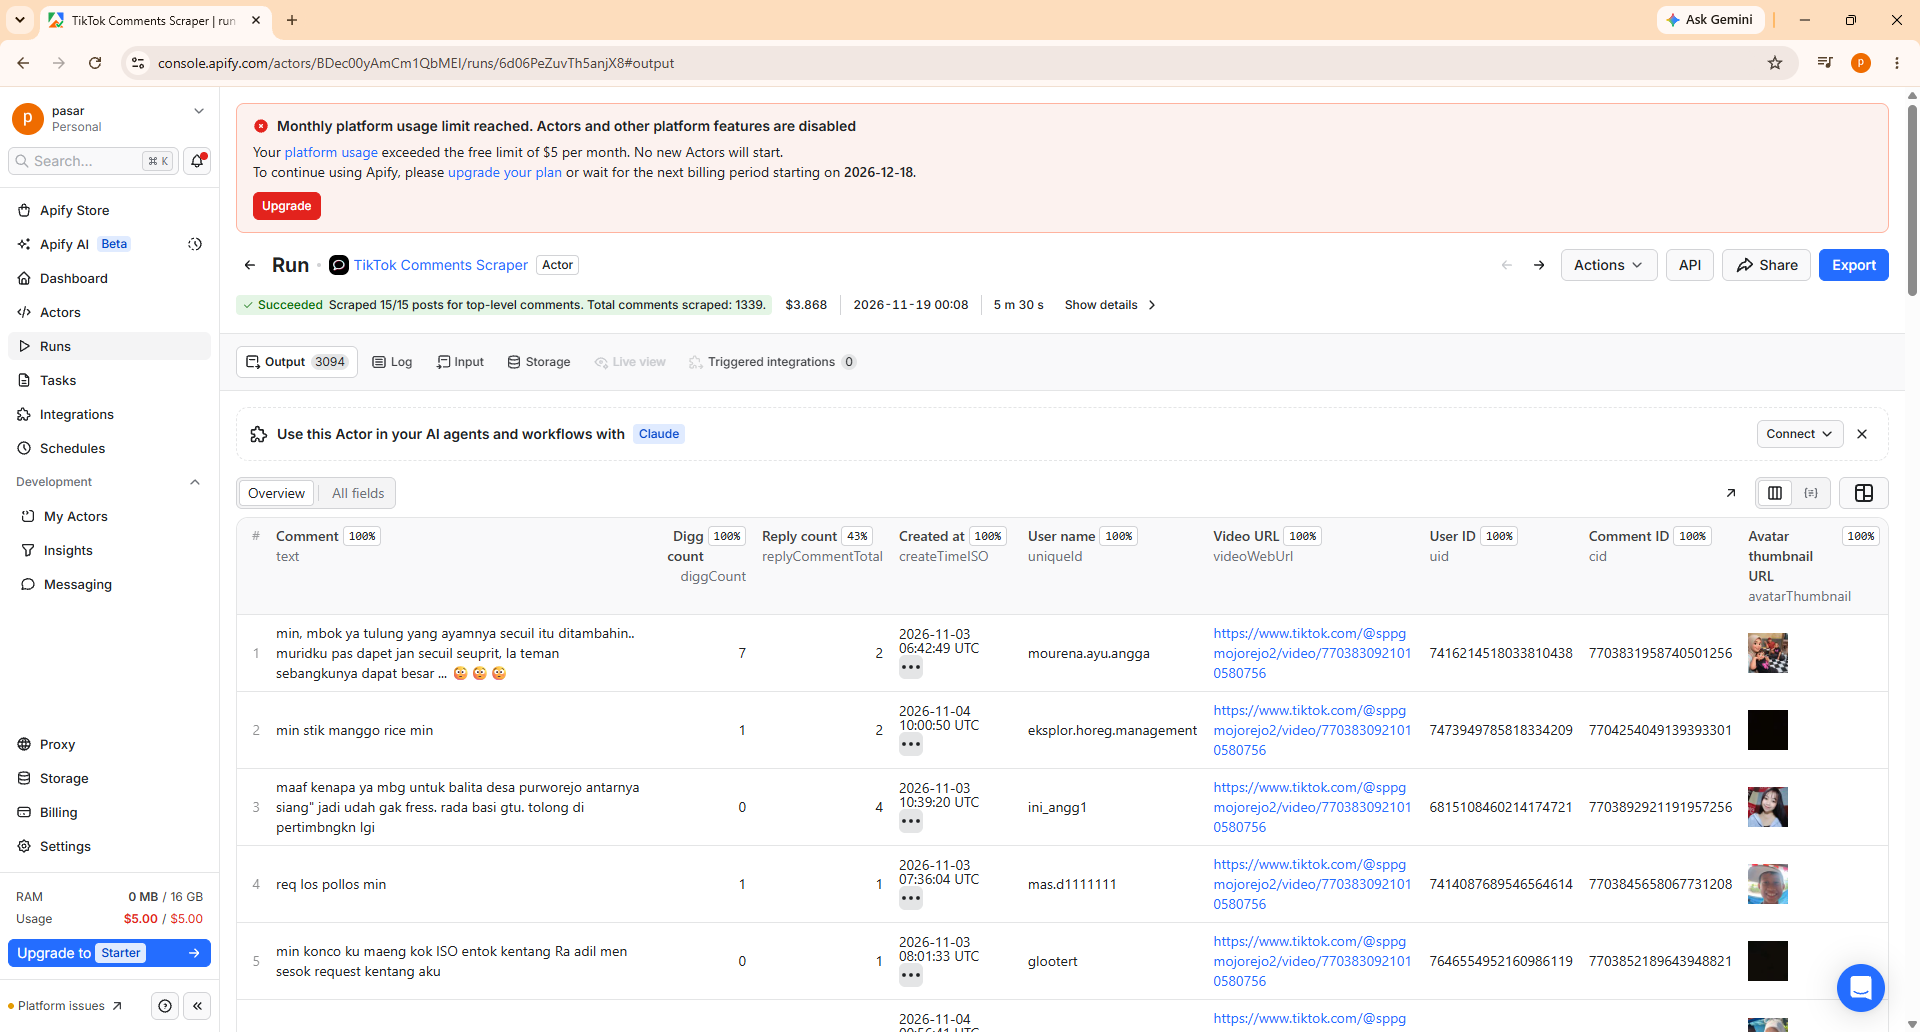 TikTok Comments Scraper | run
Ask Gemini
console.apify.com/actors/BDec00yAmCm1QbMEI/runs/6d06PeZuvTh5anjX8#output
P
P
pasar
Personal
Search...
⌘ K
Apify Store
Apify AI Beta
Dashboard
Actors
Runs
Tasks
Integrations
Schedules
Development
My Actors
Insights
Messaging
Proxy
Storage
Billing
Settings
RAM 0 MB / 16 GB
Usage $5.00 / $5.00
Upgrade to Starter
Platform issues
Monthly platform usage limit reached. Actors and other platform features are disabled
Your platform usage exceeded the free limit of $5 per month. No new Actors will start.
To continue using Apify, please upgrade your plan or wait for the next billing period starting on 2026-12-18.
Upgrade
Run • TikTok Comments Scraper Actor
Actions API Share Export
Succeeded Scraped 15/15 posts for top-level comments. Total comments scraped: 1339. $3.868 2026-11-19 00:08 5 m 30 s Show details
Output 3094 Log Input Storage Live view Triggered integrations 0
Use this Actor in your AI agents and workflows with Claude Connect
Overview All fields
# Comment 100% Digg 100% Reply count 43% Created at 100% User name 100% Video URL 100% User ID 100% Comment ID 100% Avatar 100%
text count replyCommentTotal createTimeISO uniqueId videoWebUrl uid cid thumbnail
diggCount URL
avatarThumbnail
min, mbok ya tulung yang ayamnya secuil itu ditambahin.. 2026-11-03 https://www.tiktok.com/@sppg
06:42:49 UTC
1 muridku pas dapet jan secuil seuprit, la teman 7 2 mourena.ayu.angga mojorejo2/video/770383092101 7416214518033810438 7703831958740501256
sebangkunya dapat besar ... 😳 😳 😳 0580756
2026-11-04 https://www.tiktok.com/@sppg
2 min stik manggo rice min 1 2 10:00:50 UTC eksplor.horeg.management mojorejo2/video/770383092101 7473949785818334209 7704254049139393301
0580756
maaf kenapa ya mbg untuk balita desa purworejo antarnya 2026-11-03 https://www.tiktok.com/@sppg
10:39:20 UTC
3 siang" jadi udah gak fress. rada basi gtu. tolong di 0 4 ini_angg1 mojorejo2/video/770383092101 6815108460214174721 7703892921191957256
pertimbngkn lgi 0580756
2026-11-03 https://www.tiktok.com/@sppg
4 req los pollos min 1 1 07:36:04 UTC mas.d1111111 mojorejo2/video/770383092101 7414087689546564614 7703845658067731208
0580756
2026-11-03 https://www.tiktok.com/@sppg
min konco ku maeng kok ISO entok kentang Ra adil men 08:01:33 UTC
5 0 1 glootert mojorejo2/video/770383092101 7646554952160986119 7703852189643948821
sesok request kentang aku 0580756
2026-11-04 https://www.tiktok.com/@sppg